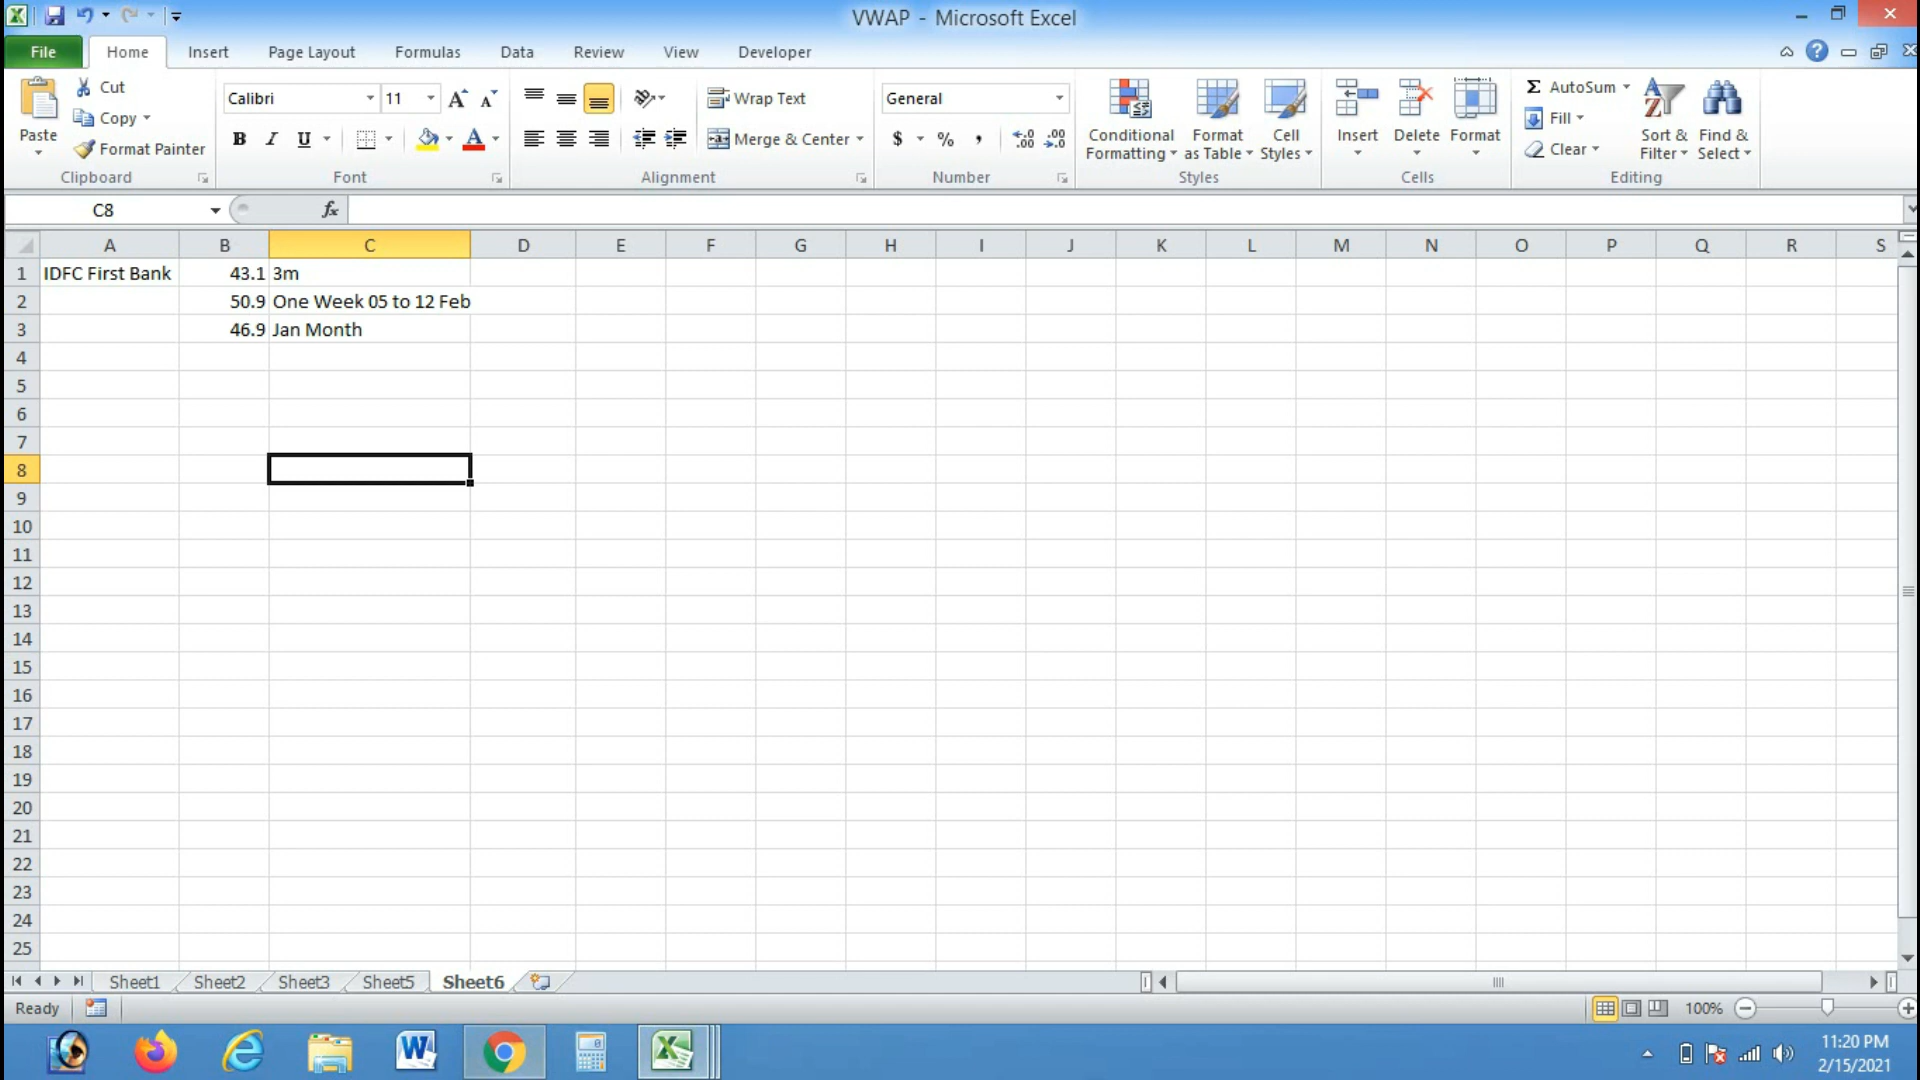 VWAP - Microsoft Excel
File Home Insert Page Layout Formulas Data Review View Developer
Paste Cut Copy Format Painter Clipboard
Calibri 11 B I U A Font
Wrap Text Merge & Center Alignment
General $ % , .00 .0 Number
Conditional Formatting Format as Table Cell Styles Styles
Insert Delete Format Cells
Σ AutoSum Fill Clear Sort & Filter Find & Select Editing
C8 fx
A B C D E F G H I J K L M N O P Q R S
1 IDFC First Bank 43.1 3m
2 50.9 One Week 05 to 12 Feb
3 46.9 Jan Month
4
5
6
7
8
9
10
11
12
13
14
15
16
17
18
19
20
21
22
23
24
25
Sheet1 Sheet2 Sheet3 Sheet5 Sheet6
Ready 100%
11:20 PM
2/15/2021